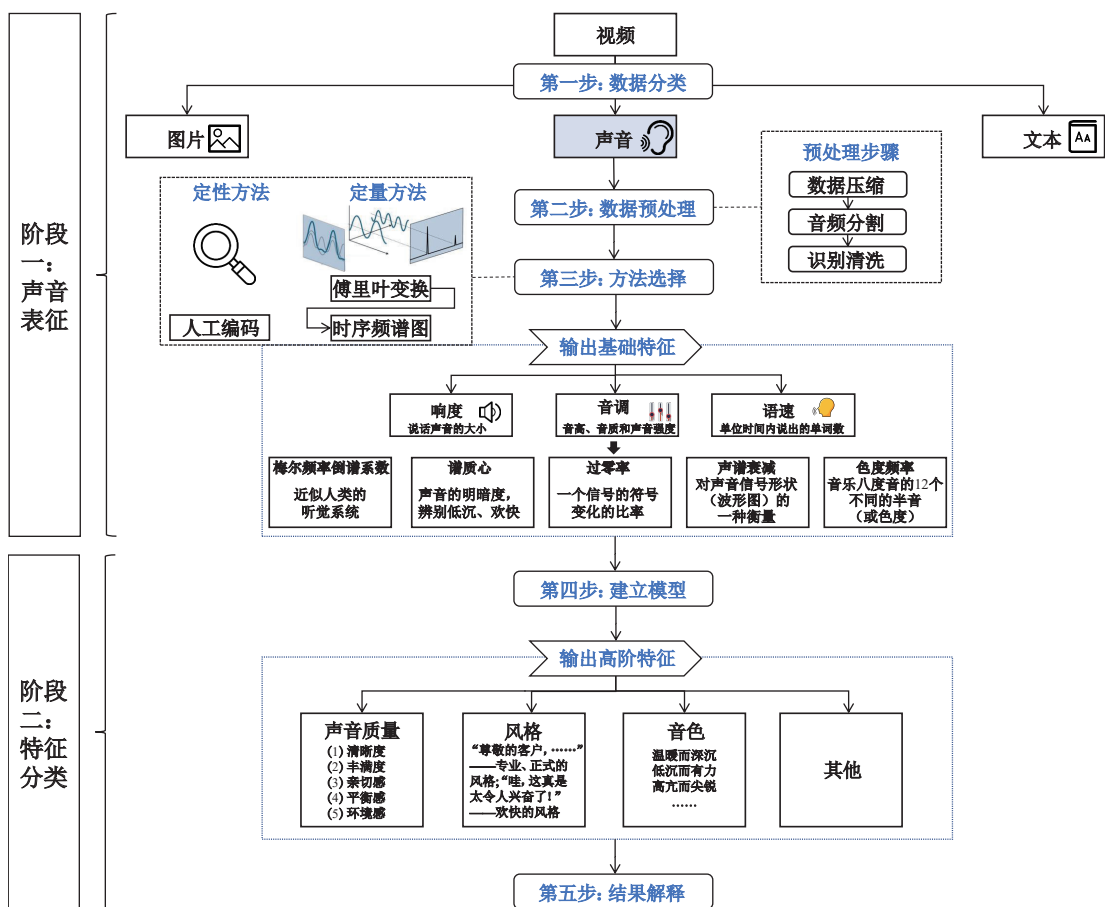 视频
第一步：数据分类
图片
声音
文本
AA
预处理步骤
数据压缩
音频分割
识别清洗
第二步：数据预处理
定性方法
定量方法
傅里叶变换
人工编码
时序频谱图
第三步：方法选择
阶段
一：
声音
表征
输出基础特征
响度
说话声音的大小
音调
音高、音质和声音强度
语速
单位时间内说出的单词数
梅尔频率倒谱系数
近似人类的
听觉系统
谱质心
声音的明暗度，
辨别低沉、欢快
过零率
一个信号的符号
变化的比率
声谱衰减
对声音信号形状
（波形图）的
一种衡量
色度频率
音乐八度音的12个
不同的半音
（或色度）
第四步：建立模型
阶段
二：
特征
分类
输出高阶特征
声音质量
(1) 清晰度
(2) 丰满度
(3) 亲切感
(4) 平衡感
(5) 环境感
风格
“尊敬的客户，……”
——专业、正式的
风格；“哇，这真是
太令人兴奋了！”
——欢快的风格
音色
温暖而深沉
低沉而有力
高亢而尖锐
……
其他
第五步：结果解释